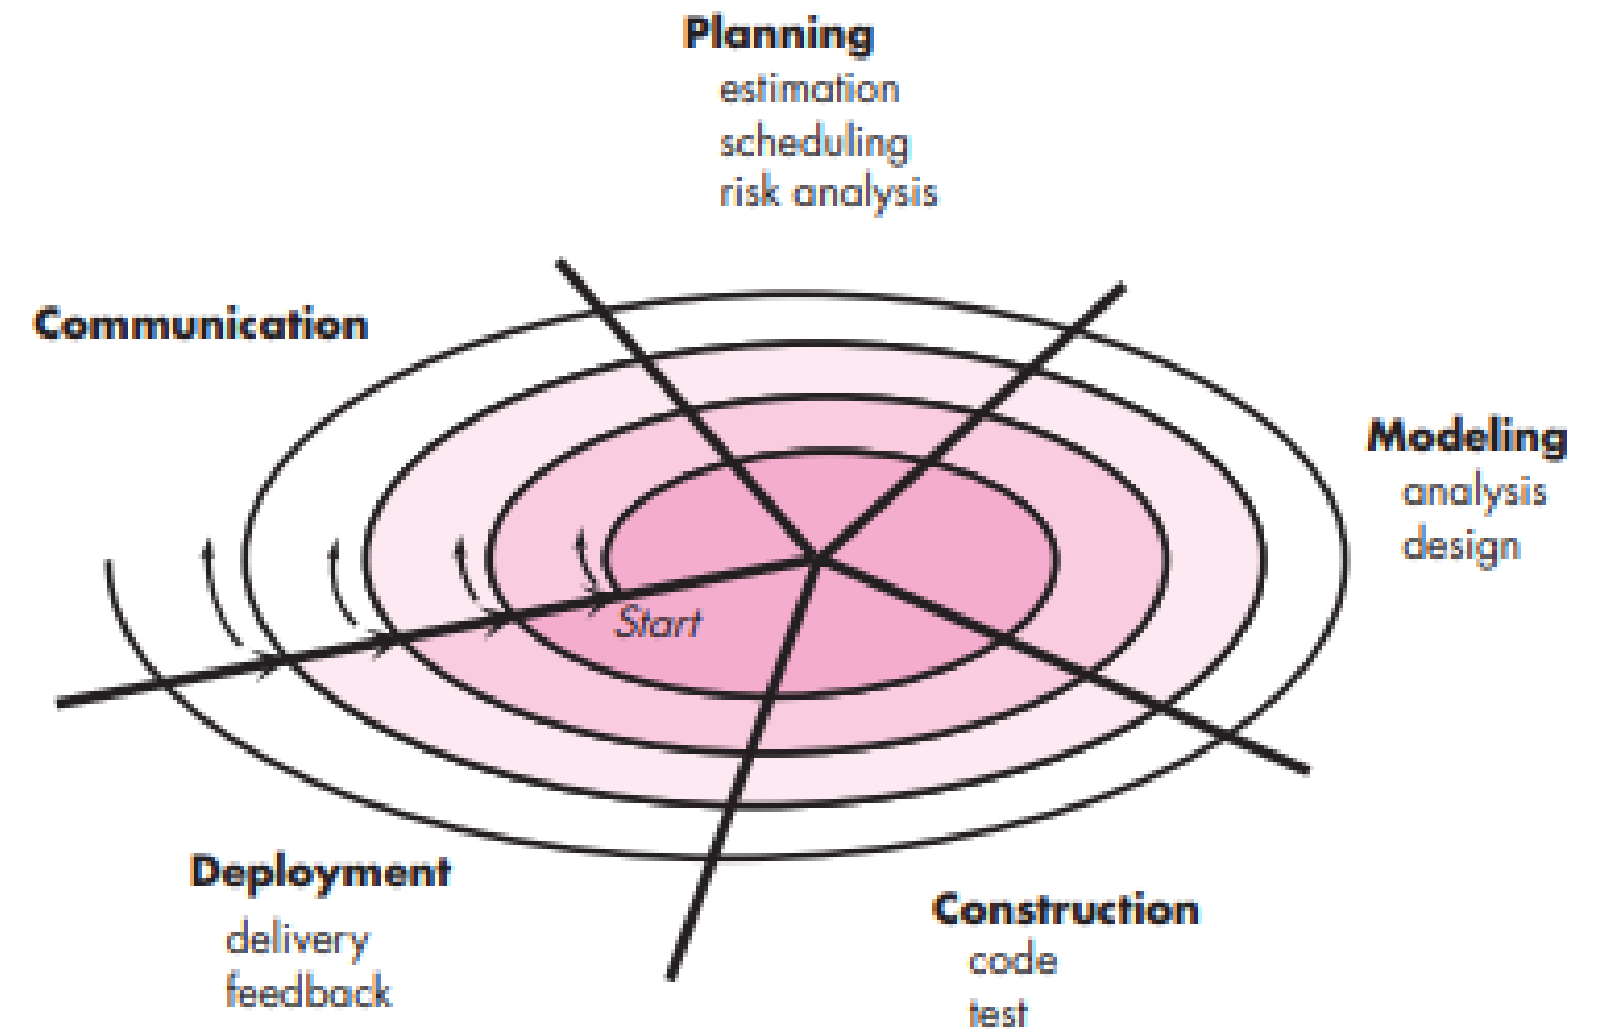 Planning
estimation
scheduling
risk analysis
Communication
Modeling
analysis
design
Start
Deployment
delivery
feedback
Construction
code
test